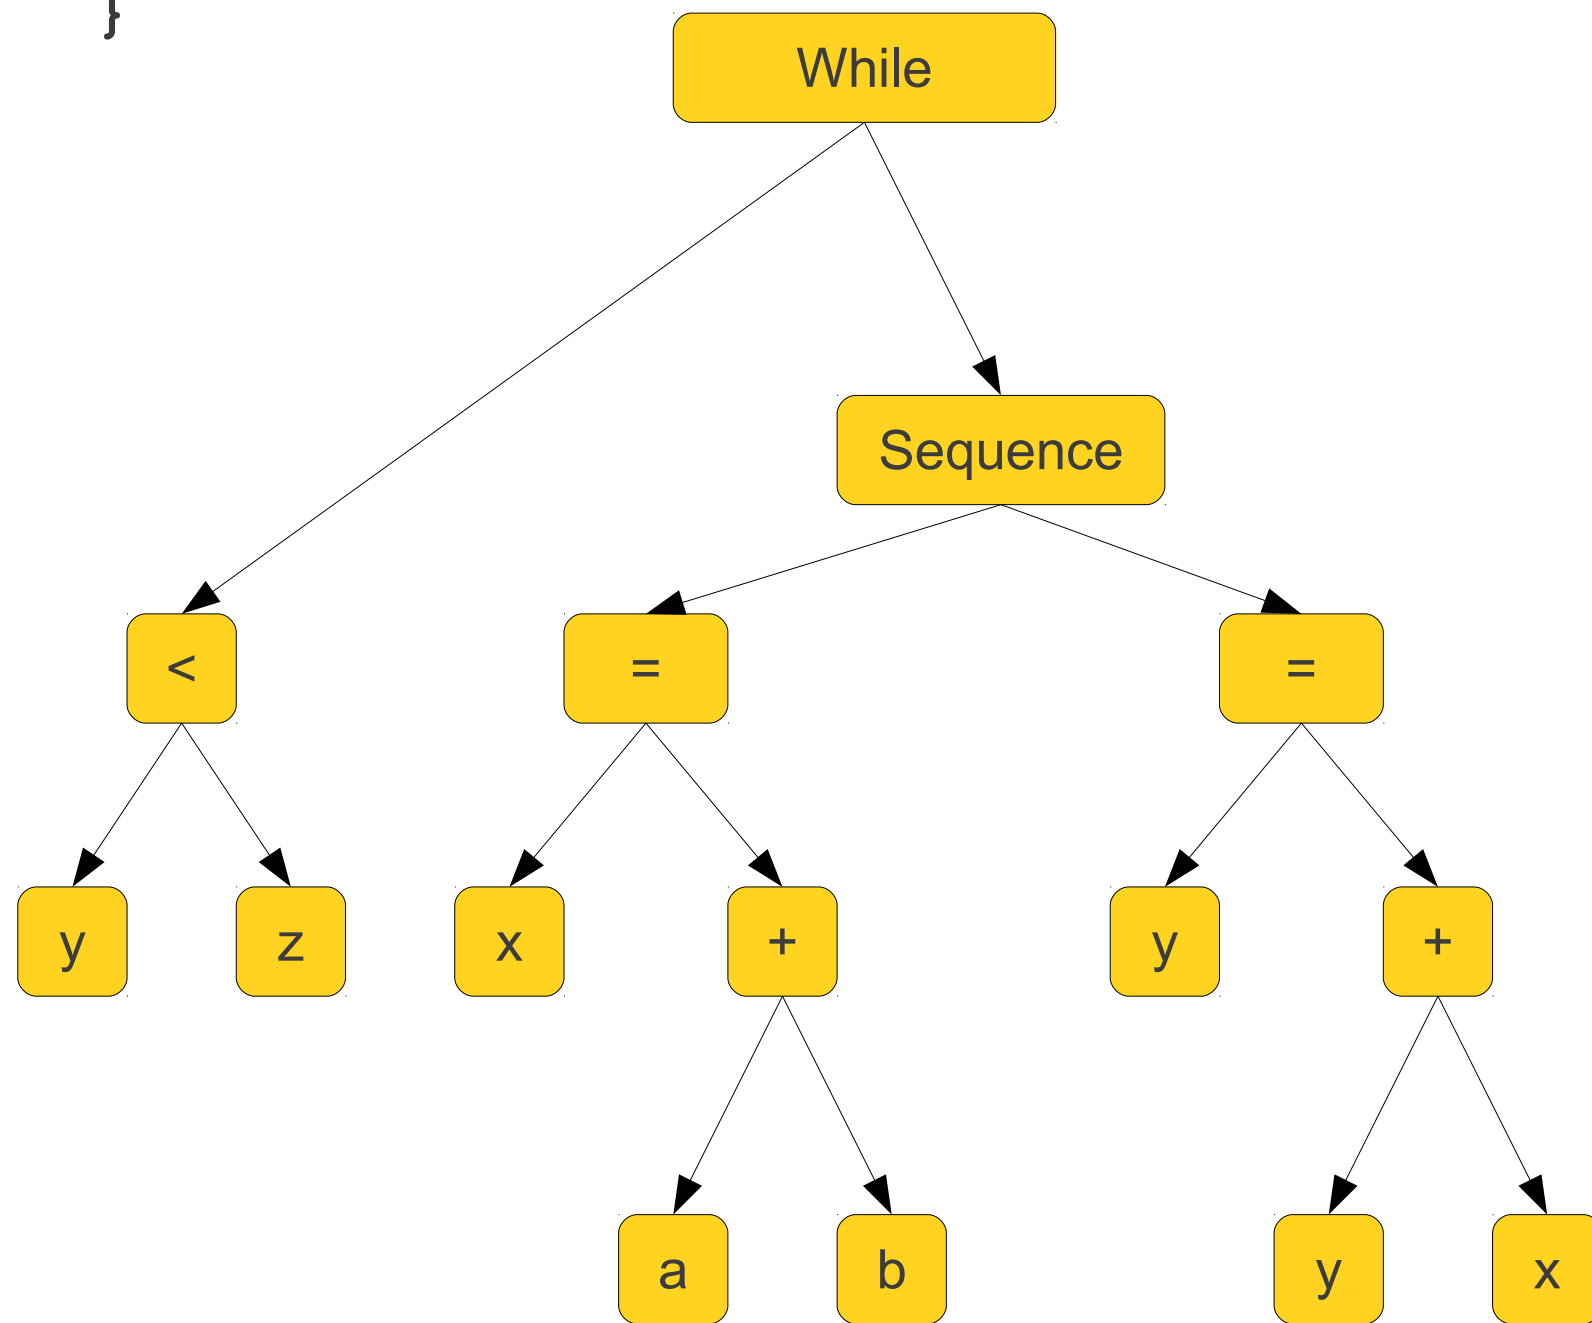 }
While
Sequence
< = =
y z x + y +
a b y x